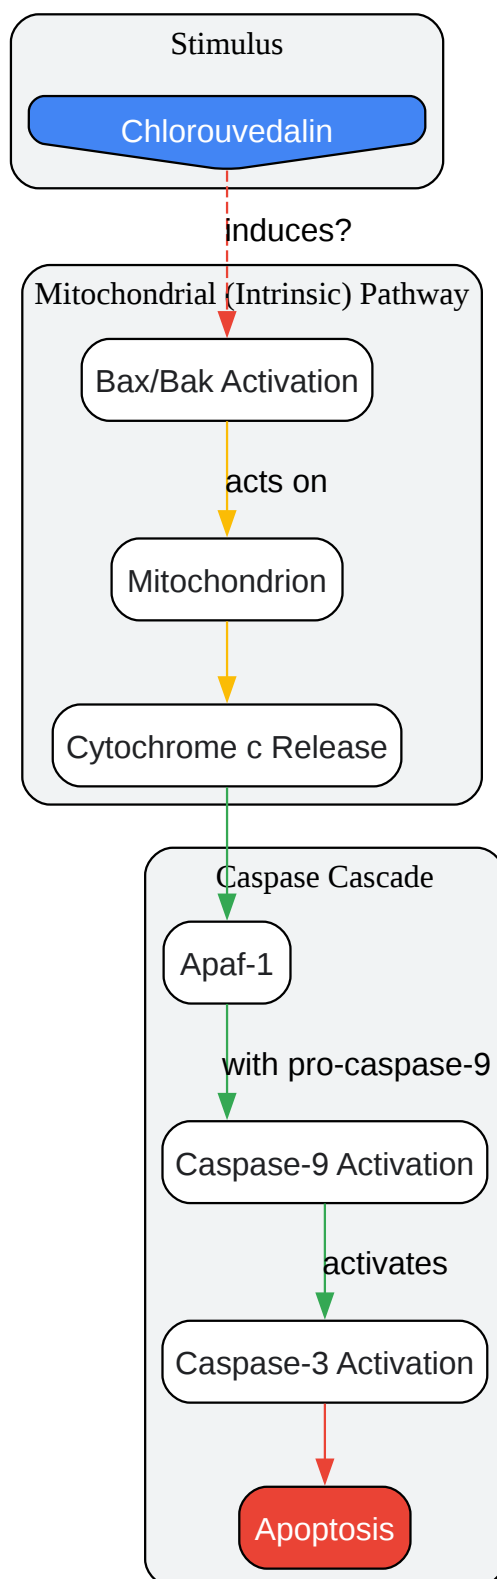 Stimulus
Chlorouvedalin
induces?
Mitochondrial (Intrinsic) Pathway
Bax/Bak Activation
acts on
Mitochondrion
Cytochrome c Release
Caspase Cascade
Apaf-1
with pro-caspase-9
Caspase-9 Activation
activates
Caspase-3 Activation
Apoptosis